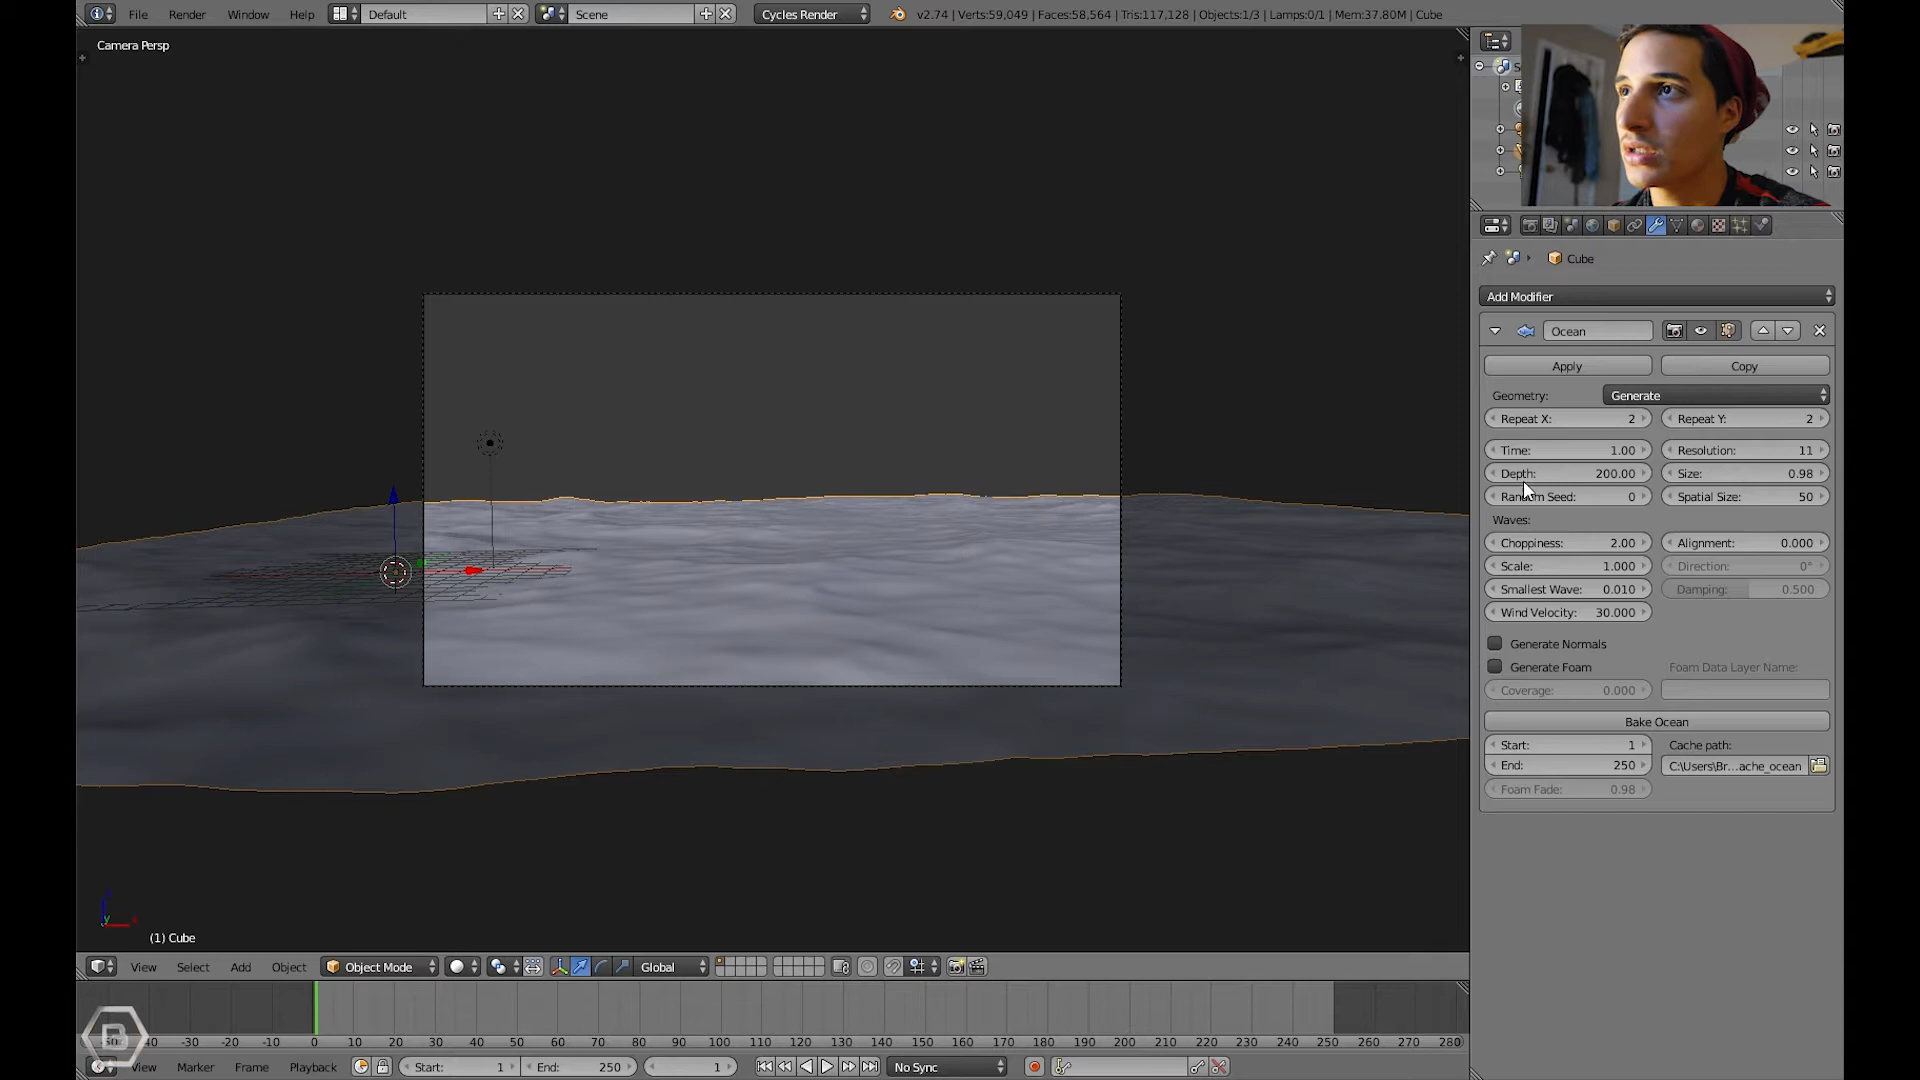 File Render Window Help Default Scene Cycles Render v2.74 | Verts:59,049 | Faces:58,564 | Tris:117,128 | Objects:1/3 | Lamps:0/1 | Mem:37.80M | Cube
Camera Persp
Cube
Add Modifier
Ocean
Apply Copy
Geometry: Generate
Repeat X: 2 Repeat Y: 2
Time: 1.00 Resolution: 11
Depth: 200.00 Size: 0.98
Random Seed: 0 Spatial Size: 50
Waves:
Choppiness: 2.00 Alignment: 0.000
Scale: 1.000 Direction: 0°
Smallest Wave: 0.010 Damping: 0.500
Wind Velocity: 30.000
Generate Normals
Generate Foam Foam Data Layer Name:
Coverage: 0.000
Bake Ocean
Start: 1 Cache path:
End: 250 C:\Users\Br...ache_ocean
Foam Fade: 0.98
(1) Cube
View Select Add Object Object Mode Global
-40 -30 -20 -10 0 10 20 30 40 50 60 70 80 90 100 110 120 130 140 150 160 170 180 190 200 210 220 230 240 250 260 270 280
B
View Marker Frame Playback Start: 1 End: 250 1 No Sync